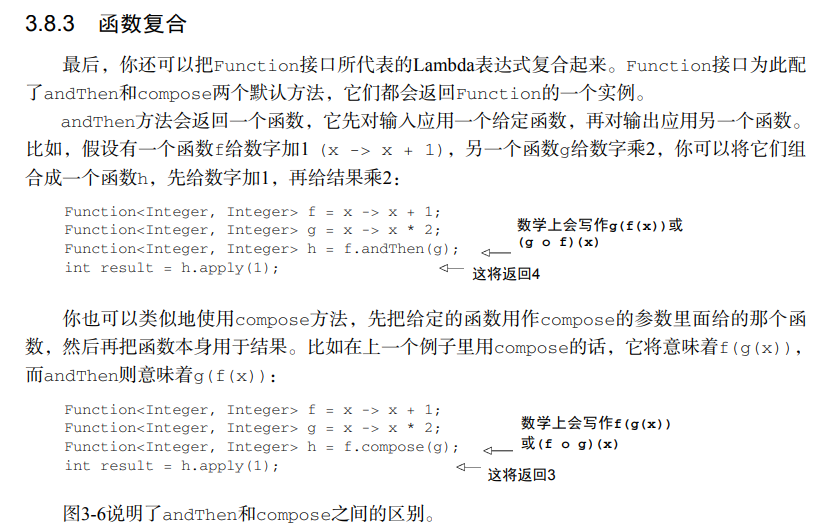 3.8.3 函数复合
最后，你还可以把Function接口所代表的Lambda表达式复合起来。Function接口为此配
了andThen和compose两个默认方法，它们都会返回Function的一个实例。
andThen方法会返回一个函数，它先对输入应用一个给定函数，再对输出应用另一个函数。
比如，假设有一个函数f给数字加1 (x -> x + 1)，另一个函数g给数字乘2，你可以将它们组
合成一个函数h，先给数字加1，再给结果乘2：
Function<Integer, Integer> f = x -> x + 1;
Function<Integer, Integer> g = x -> x * 2;
Function<Integer, Integer> h = f.andThen(g);
int result = h.apply(1);
数学上会写作g(f(x))或
(g o f)(x)
这将返回4
你也可以类似地使用compose方法，先把给定的函数用作compose的参数里面给的那个函
数，然后再把函数本身用于结果。比如在上一个例子里用compose的话，它将意味着f(g(x))，
而andThen则意味着g(f(x))：
Function<Integer, Integer> f = x -> x + 1;
Function<Integer, Integer> g = x -> x * 2;
Function<Integer, Integer> h = f.compose(g);
int result = h.apply(1);
数学上会写作f(g(x))
或(f o g)(x)
这将返回3
图3-6说明了andThen和compose之间的区别。